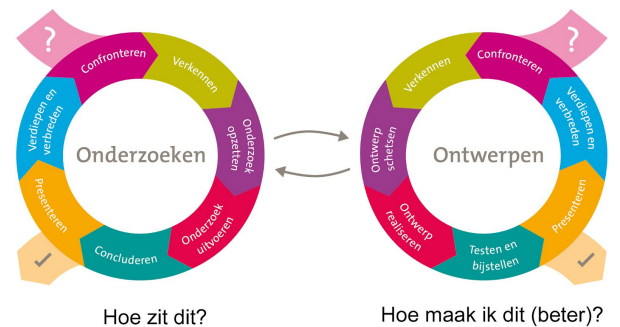 ?
Confronteren
Verkennen
Onderzoek
opzetten
Onderzoek
uitvoeren
Concluderen
Presenteren
Verdiepen en
verbreden
Onderzoeken
Hoe zit dit?
?
Confronteren
Verkennen
Ontwerp
schetsen
Ontwerp
realiseren
Testen en
bijstellen
Presenteren
Verdiepen en
verbreden
Ontwerpen
Hoe maak ik dit (beter)?